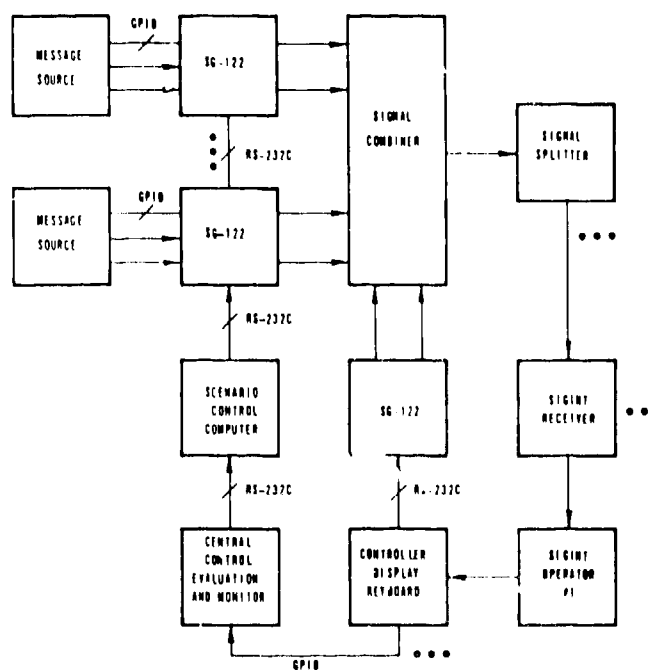 GPIB
MESSAGE
SOURCE
SG-122
SIGNAL
COMBINER
SIGNAL
SPLITTER
RS-232C
GPIB
MESSAGE
SOURCE
SG-122
RS-232C
SCENARIO
CONTROL
COMPUTER
SG-122
SIGINT
RECEIVER
RS-232C
CENTRAL
CONTROL
EVALUATION
AND MONITOR
CONTROLLER
DISPLAY
KEYBOARD
SIGINT
OPERATOR
#1
GPIB